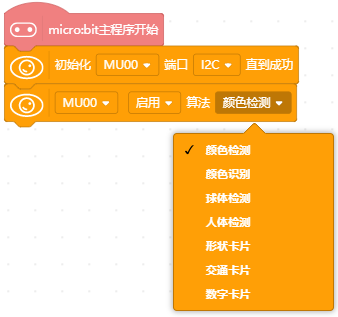 micro:bit主程序开始
初始化 MU00 端口 I2C 直到成功
MU00 启用 算法 颜色检测
✓ 颜色检测
颜色识别
球体检测
人体检测
形状卡片
交通卡片
数字卡片